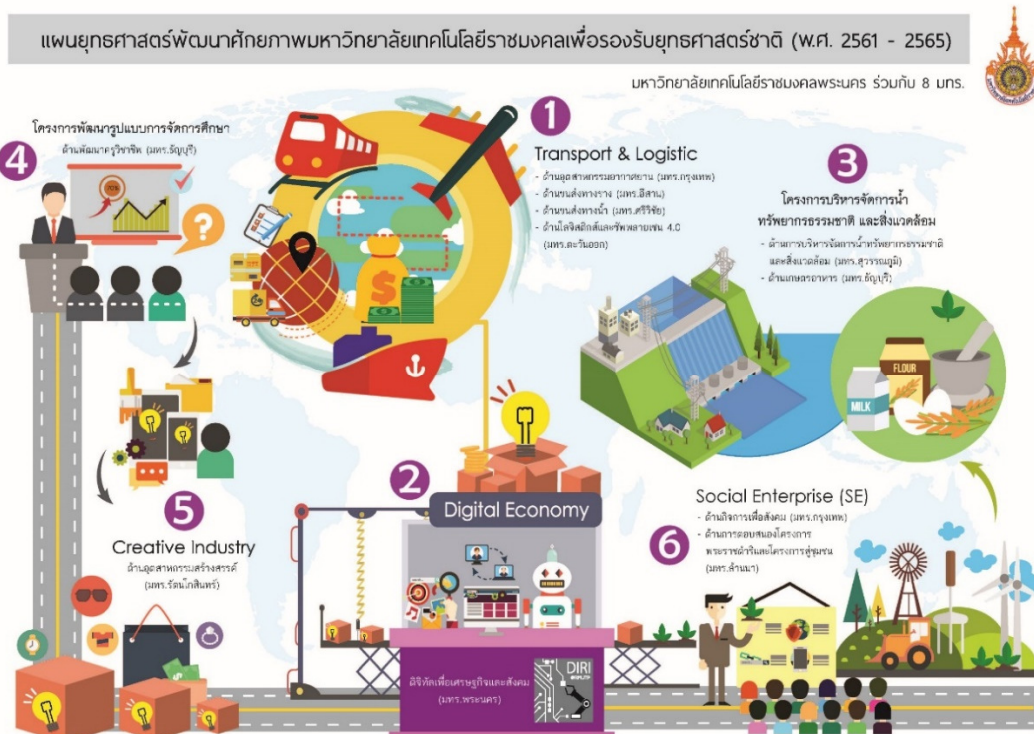 แผนยุทธศาสตร์พัฒนาศักยภาพมหาวิทยาลัยเทคโนโลยีราชมงคลเพื่อรองรับยุทธศาสตร์ชาติ (พ.ศ. 2561 - 2565)
มหาวิทยาลัยเทคโนโลยีราชมงคลพระนคร ร่วมกับ 8 มทร.
1
Transport & Logistic
- ด้านอุตสาหกรรมอากาศยาน (มทร.กรุงเทพ)
- ด้านขนส่งทางราง (มทร.อีสาน)
- ด้านขนส่งทางน้ำ (มทร.ศรีวิชัย)
- ด้านโลจิสติกส์และซัพพลายเชน 4.0
(มทร.ตะวันออก)
2
Digital Economy
ดิจิทัลเพื่อเศรษฐกิจและสังคม
(มทร.พระนคร)
DIRI
3
โครงการบริหารจัดการน้ำ
ทรัพยากรธรรมชาติ และสิ่งแวดล้อม
- ด้านการบริหารจัดการน้ำทรัพยากรธรรมชาติ
และสิ่งแวดล้อม (มทร.สุวรรณภูมิ)
- ด้านเกษตรอาหาร (มทร.ธัญบุรี)
FLOUR
MILK
4
โครงการพัฒนารูปแบบการจัดการศึกษา
ด้านพัฒนาครูวิชาชีพ (มทร.ธัญบุรี)
70%
?
5
Creative Industry
ด้านอุตสาหกรรมสร้างสรรค์
(มทร.รัตนโกสินทร์)
6
Social Enterprise (SE)
- ด้านกิจการเพื่อสังคม (มทร.กรุงเทพ)
- ด้านการตอบสนองโครงการ
พระราชดำริและโครงการสู่ชุมชน
(มทร.ล้านนา)